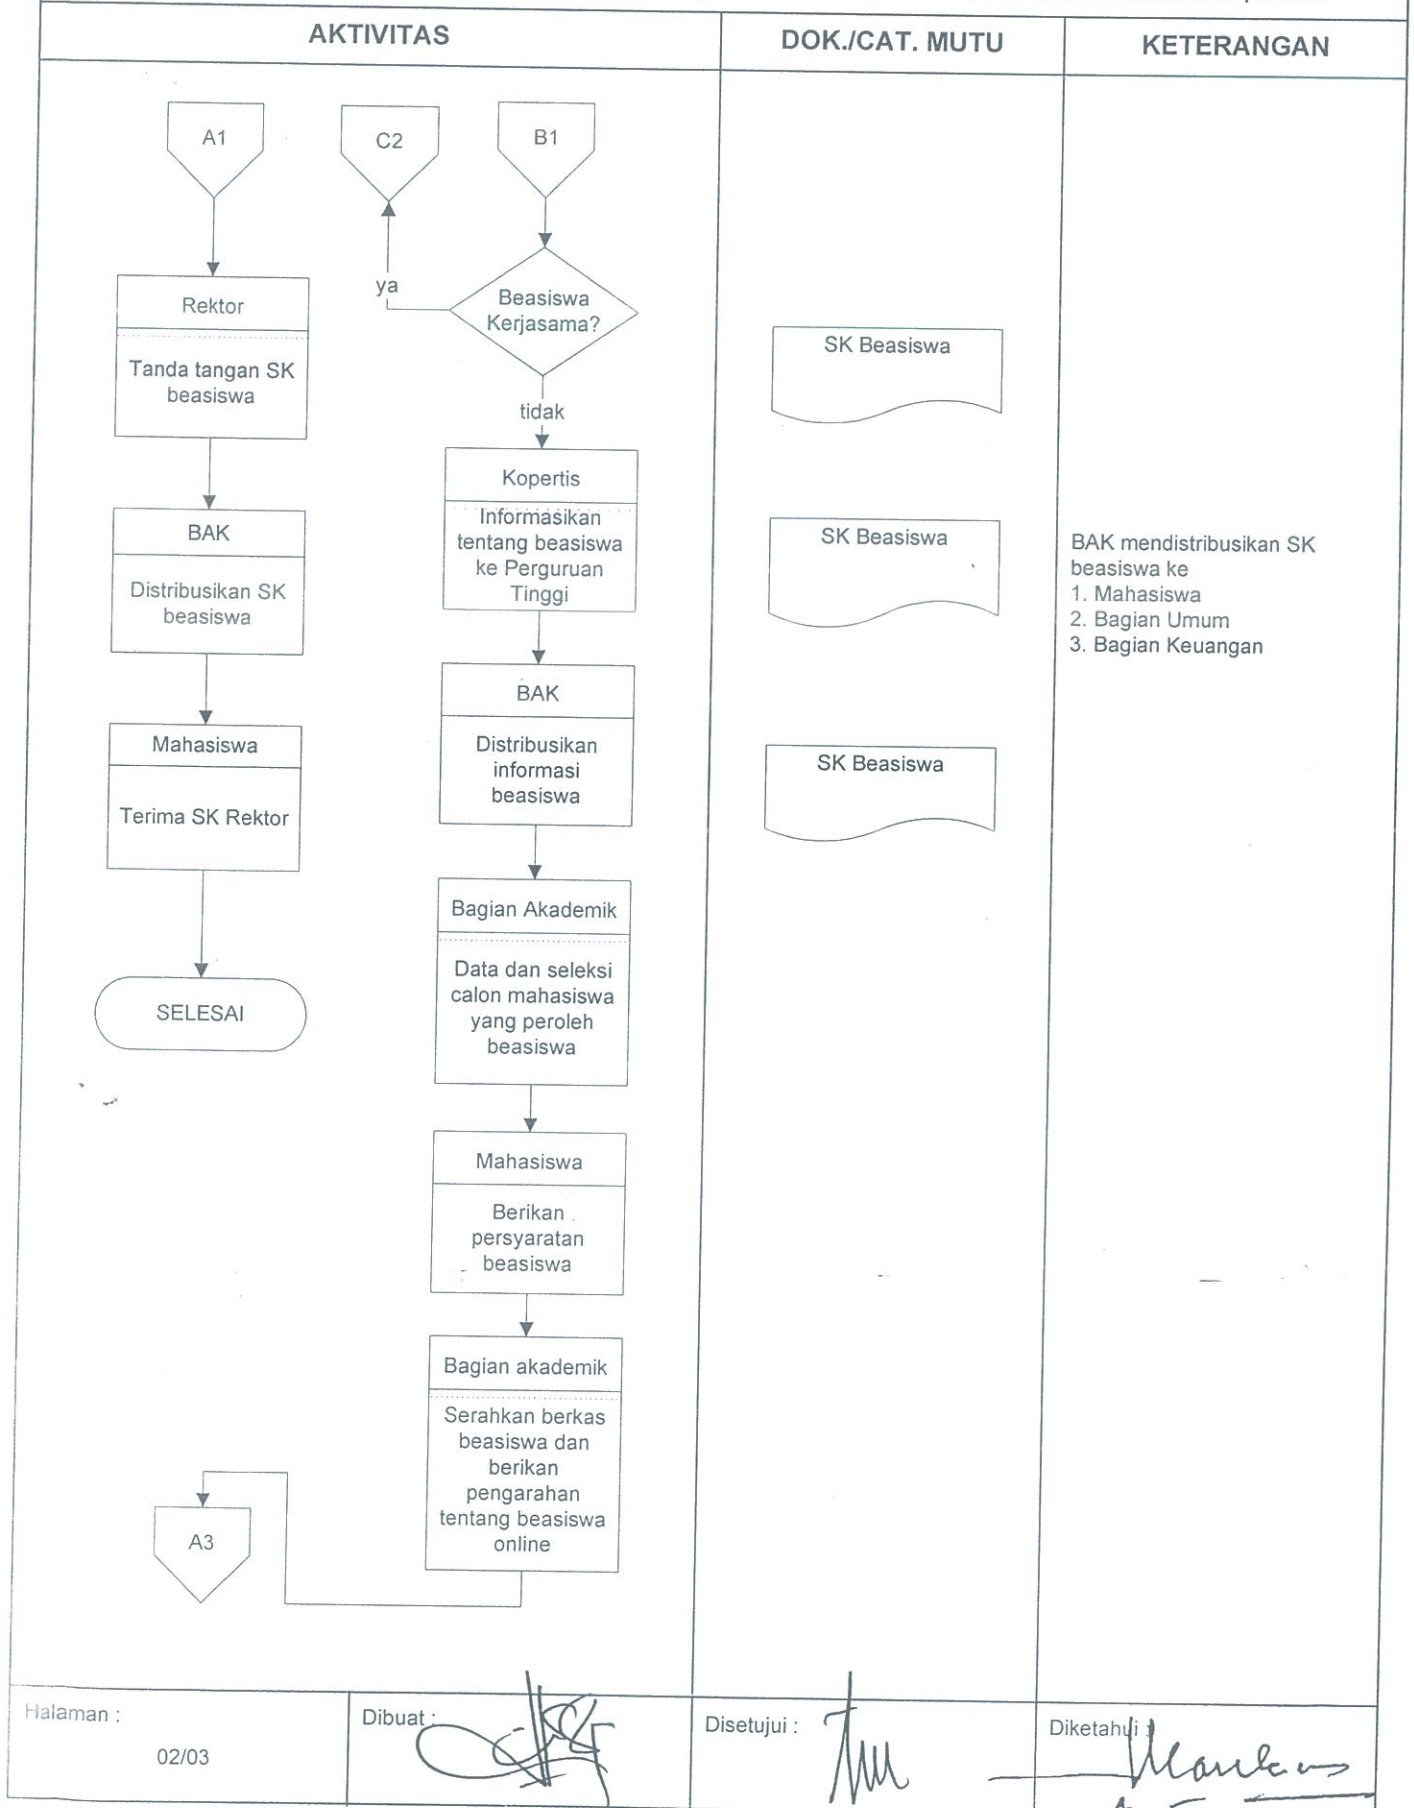 AKTIVITAS
DOK./CAT. MUTU
KETERANGAN
A1
C2
B1
ya
Beasiswa
Kerjasama?
tidak
Rektor
Tanda tangan SK
beasiswa
BAK
Distribusikan SK
beasiswa
Mahasiswa
Terima SK Rektor
SELESAI
Kopertis
Informasikan
tentang beasiswa
ke Perguruan
Tinggi
BAK
Distribusikan
informasi
beasiswa
Bagian Akademik
Data dan seleksi
calon mahasiswa
yang peroleh
beasiswa
Mahasiswa
Berikan
persyaratan
beasiswa
Bagian akademik
Serahkan berkas
beasiswa dan
berikan
pengarahan
tentang beasiswa
online
A3
SK Beasiswa
SK Beasiswa
SK Beasiswa
BAK mendistribusikan SK
beasiswa ke
1. Mahasiswa
2. Bagian Umum
3. Bagian Keuangan
Halaman :
02/03
Dibuat :
Disetujui :
Diketahui :